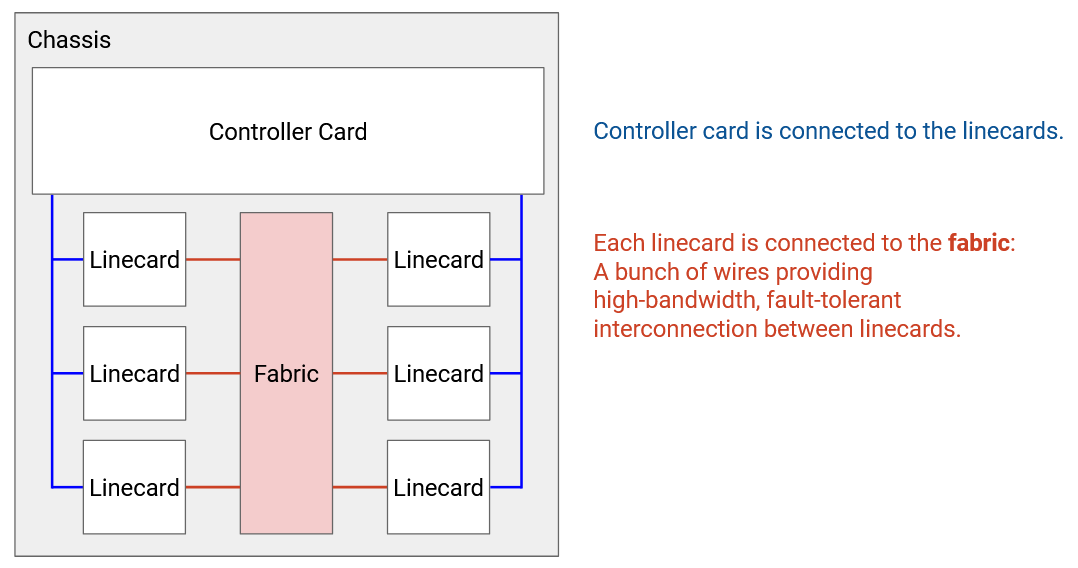 Chassis
Controller Card
Controller card is connected to the linecards.
Linecard
Linecard
Each linecard is connected to the fabric:
A bunch of wires providing
high-bandwidth, fault-tolerant
interconnection between linecards.
Linecard
Fabric
Linecard
Linecard
Linecard